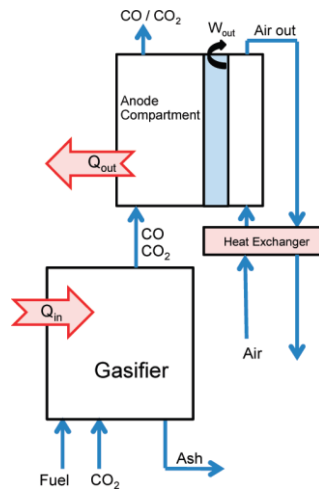 CO / CO₂
Wout
Air out
Anode
Compartment
Qout
CO
CO₂
Heat Exchanger
Qin
Air
Gasifier
Ash
Fuel
CO₂